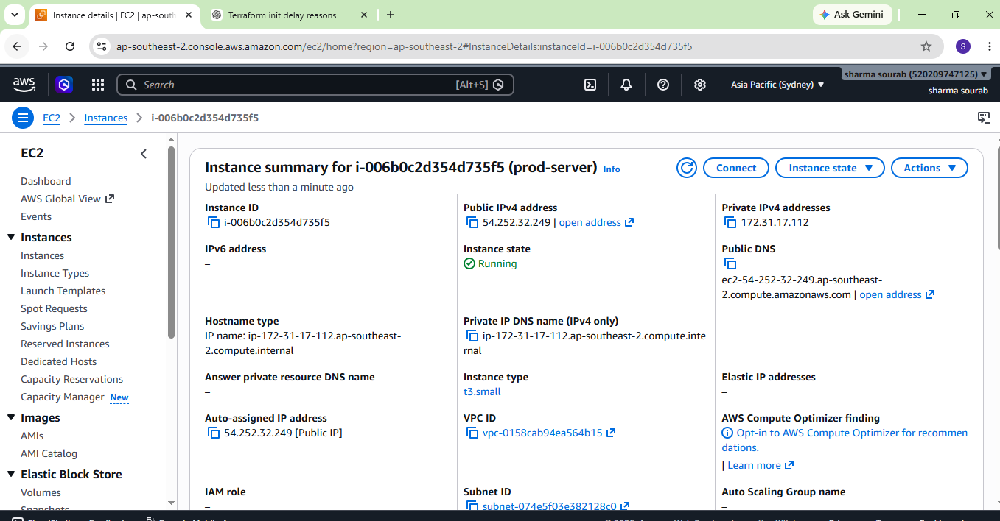 Instance details | EC2 | ap-south
Terraform init delay reasons
Ask Gemini
ap-southeast-2.console.aws.amazon.com/ec2/home?region=ap-southeast-2#InstanceDetails:instanceId=i-006b0c2d354d735f5
S
aws
Search
[Alt+S]
Asia Pacific (Sydney)
sharma sourab (520209747125)
sharma sourab
EC2
Instances
i-006b0c2d354d735f5
EC2
Dashboard
AWS Global View
Events
Instances
Instances
Instance Types
Launch Templates
Spot Requests
Savings Plans
Reserved Instances
Dedicated Hosts
Capacity Reservations
Capacity Manager New
Images
AMIs
AMI Catalog
Elastic Block Store
Volumes
Snapshots
Instance summary for i-006b0c2d354d735f5 (prod-server) Info
Updated less than a minute ago
Connect
Instance state
Actions
Instance ID
i-006b0c2d354d735f5
Public IPv4 address
54.252.32.249 | open address
Private IPv4 addresses
172.31.17.112
IPv6 address
–
Instance state
Running
Public DNS
ec2-54-252-32-249.ap-southeast-
2.compute.amazonaws.com | open address
Hostname type
IP name: ip-172-31-17-112.ap-southeast-
2.compute.internal
Private IP DNS name (IPv4 only)
ip-172-31-17-112.ap-southeast-2.compute.inte
rnal
Answer private resource DNS name
–
Instance type
t3.small
Elastic IP addresses
–
Auto-assigned IP address
54.252.32.249 [Public IP]
VPC ID
vpc-0158cab94ea564b15
AWS Compute Optimizer finding
Opt-in to AWS Compute Optimizer for recommen
dations.
| Learn more
IAM role
–
Subnet ID
subnet-074e5f03e382128c0
Auto Scaling Group name
–